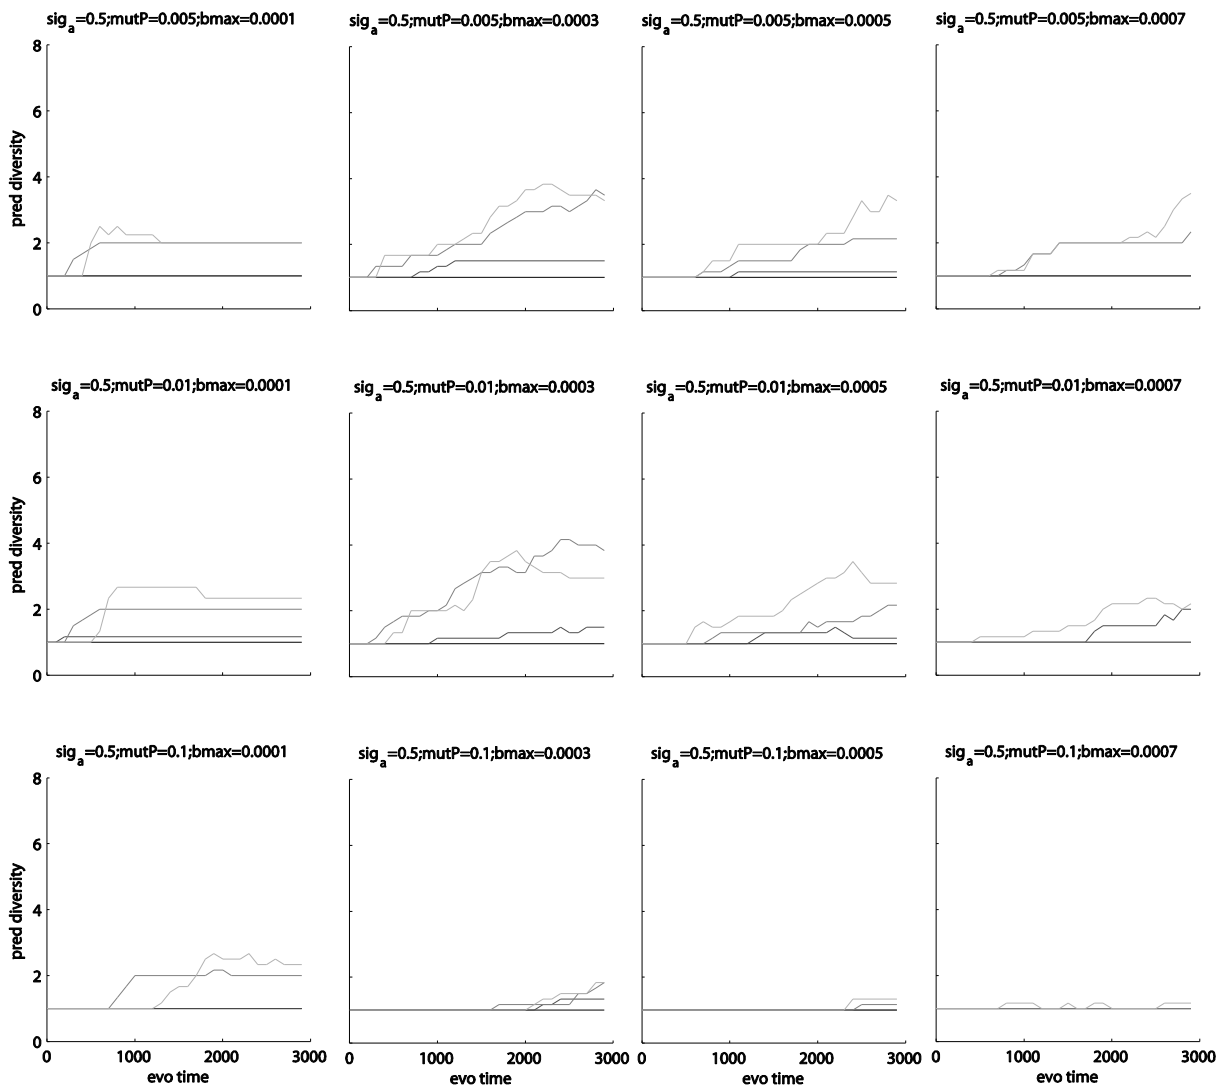 sig_a=0.5;mutP=0.005;bmax=0.0001
sig_a=0.5;mutP=0.005;bmax=0.0003
sig_a=0.5;mutP=0.005;bmax=0.0005
sig_a=0.5;mutP=0.005;bmax=0.0007
8
6
4
2
0
pred diversity
0
1000
2000
3000
0
1000
2000
3000
0
1000
2000
3000
0
1000
2000
3000
sig_a=0.5;mutP=0.01;bmax=0.0001
sig_a=0.5;mutP=0.01;bmax=0.0003
sig_a=0.5;mutP=0.01;bmax=0.0005
sig_a=0.5;mutP=0.01;bmax=0.0007
8
6
4
2
0
pred diversity
sig_a=0.5;mutP=0.1;bmax=0.0001
sig_a=0.5;mutP=0.1;bmax=0.0003
sig_a=0.5;mutP=0.1;bmax=0.0005
sig_a=0.5;mutP=0.1;bmax=0.0007
8
6
4
2
0
pred diversity
evo time
evo time
evo time
evo time